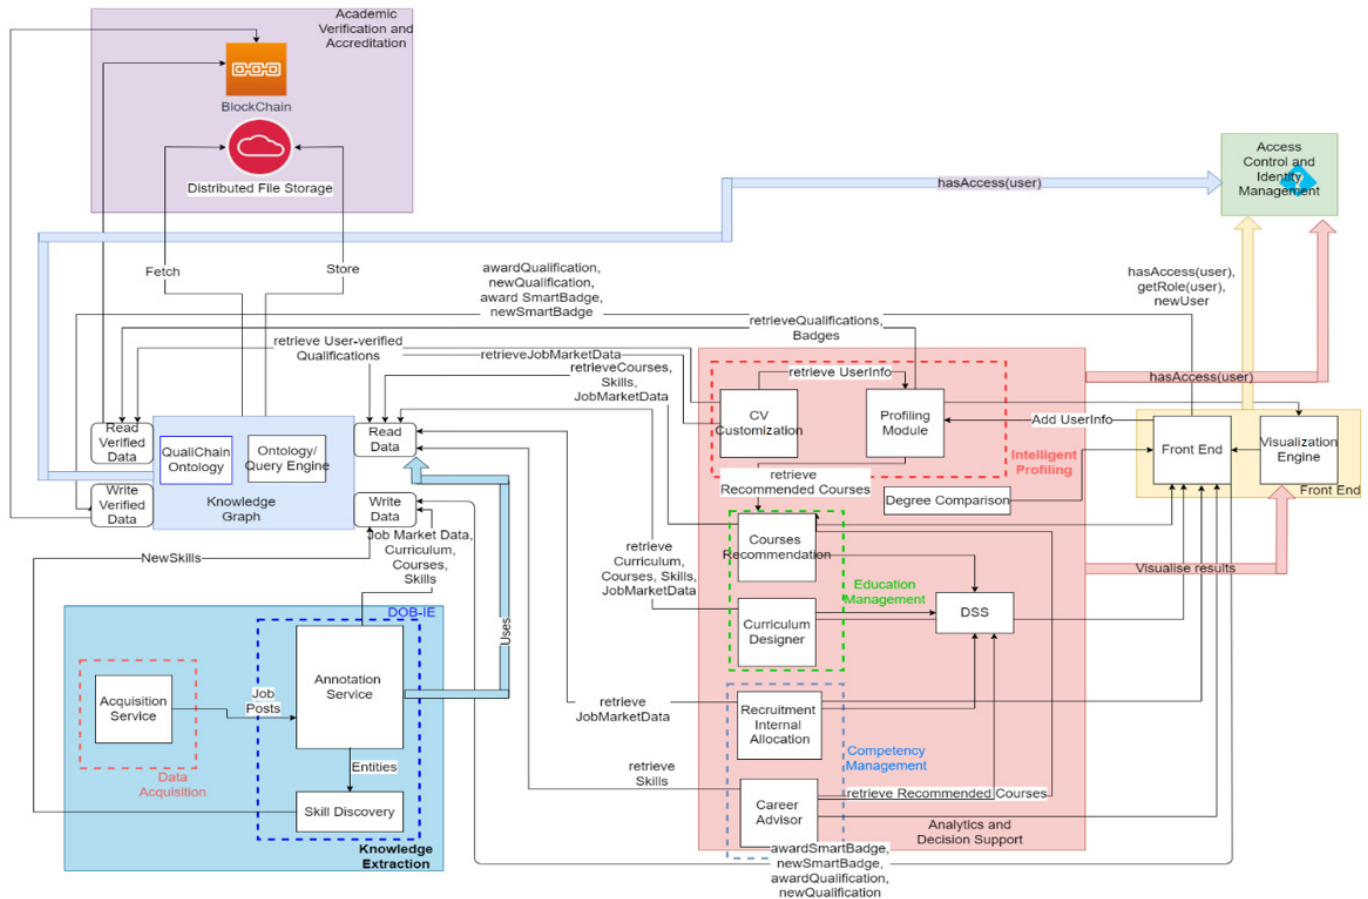 Academic
Verification and
Accreditation
BlockChain
Distributed File Storage
Access
Control and
Identity
Management
hasAccess(user)
Fetch
Store
awardQualification,
newQualification,
award SmartBadge,
newSmartBadge
hasAccess(user),
getRole(user),
newUser
retrieveQualifications,
Badges
retrieve User-verified
Qualifications
retrieveJobMarketData
retrieveCourses,
Skills,
JobMarketData
retrieve UserInfo
hasAccess(user)
CV
Customization
Profiling
Module
Add UserInfo
Front End
Visualization
Engine
Front End
Intelligent
Profiling
Read
Verified
Data
QualiChain
Ontology
Ontology/
Query Engine
Read
Data
Write
Verified
Data
Knowledge
Graph
Write
Data
retrieve
Recommended Courses
Degree Comparison
Job Market Data,
Curriculum,
Courses,
Skills
NewSkills
retrieve
Curriculum,
Courses, Skills,
JobMarketData
Courses
Recommendation
Visualise results
Education
Management
DSS
Curriculum
Designer
DOB-IE
Uses
Annotation
Service
Acquisition
Service
Job
Posts
Data
Acquisition
Entities
Skill Discovery
Knowledge
Extraction
retrieve
JobMarketData
Recruitment
Internal
Allocation
Competency
Management
retrieve
Skills
Career
Advisor
retrieve Recommended Courses
Analytics and
Decision Support
awardSmartBadge,
newSmartBadge,
awardQualification,
newQualification